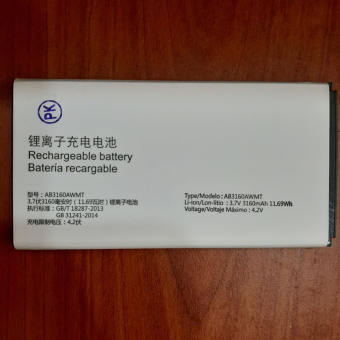 PK
锂离子充电电池
Rechargeable battery
Batería recargable
型号: AB3160AWMT
3.7伏3160毫安时 (11.69瓦时) 锂离子电池
执行标准: GB/T 18287-2013
GB 31241-2014
充电限制电压: 4.2伏
Type/Modelo: AB3160AWMT
Li-ion/Lon-litio : 3.7V 3160mAh 11.69Wh
Voltage/Voltaje Máximo : 4.2V